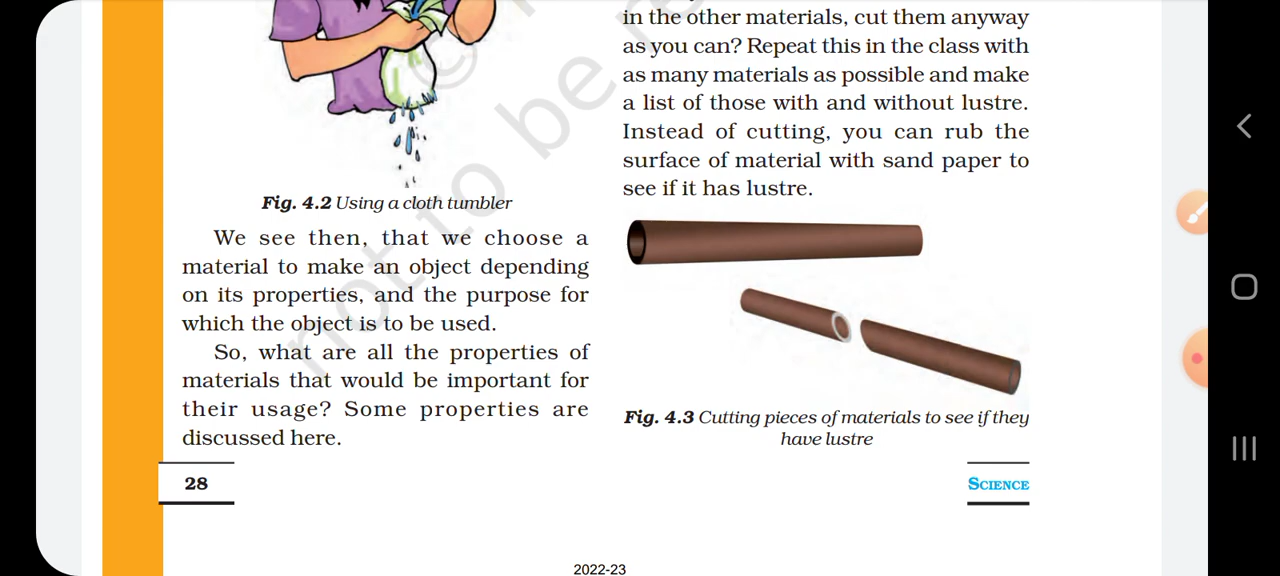 Fig. 4.2 Using a cloth tumbler
We see then, that we choose a
material to make an object depending
on its properties, and the purpose for
which the object is to be used.
So, what are all the properties of
materials that would be important for
their usage? Some properties are
discussed here.
in the other materials, cut them anyway
as you can? Repeat this in the class with
as many materials as possible and make
a list of those with and without lustre.
Instead of cutting, you can rub the
surface of material with sand paper to
see if it has lustre.
Fig. 4.3 Cutting pieces of materials to see if they
have lustre
28
SCIENCE
2022-23
not to be re
©